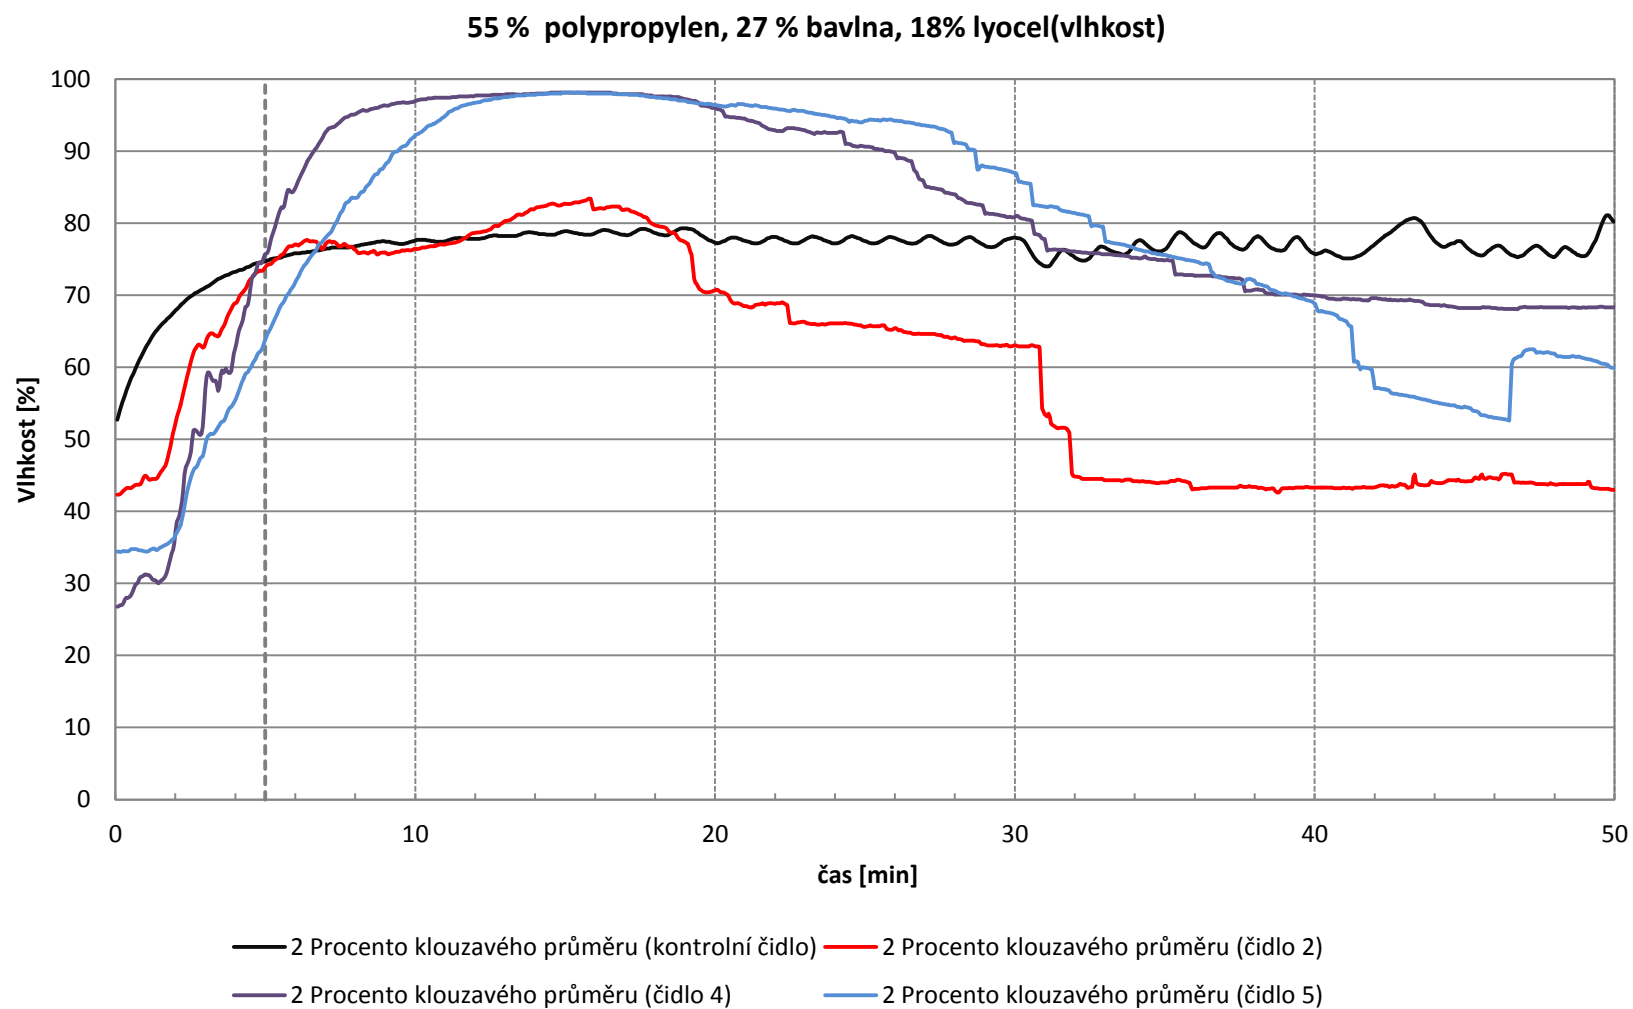 55 %  polypropylen, 27 % bavlna, 18% lyocel(vlhkost)
100
90
80
70
60
50
40
30
20
10
0
Vlhkost [%]
0 10 20 30 40 50
čas [min]
2 Procento klouzavého průměru (kontrolní čidlo) 2 Procento klouzavého průměru (čidlo 2)
2 Procento klouzavého průměru (čidlo 4) 2 Procento klouzavého průměru (čidlo 5)